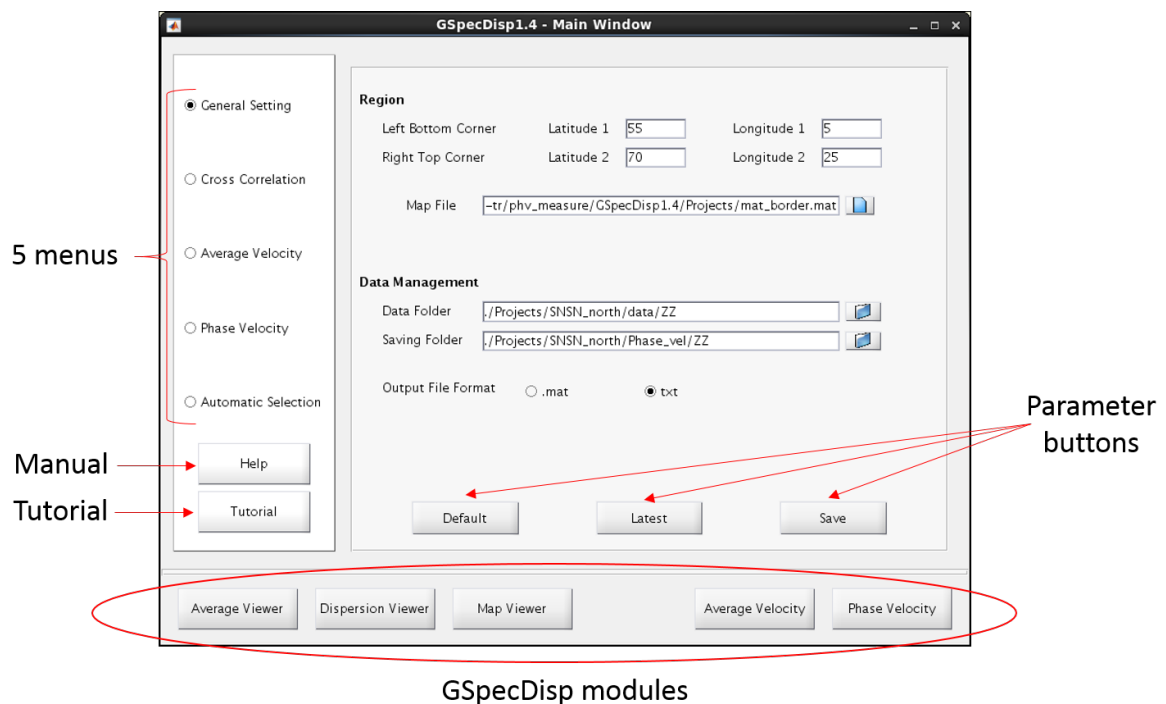 GSpecDisp1.4 - Main Window
General Setting
Cross Correlation
Average Velocity
Phase Velocity
Automatic Selection
Help
Tutorial
5 menus
Manual
Tutorial
Region
Left Bottom Corner Latitude 1 55 Longitude 1 5
Right Top Corner Latitude 2 70 Longitude 2 25
Map File -tr/phv_measure/GSpecDisp1.4/Projects/mat_border.mat
Data Management
Data Folder ./Projects/SNSN_north/data/ZZ
Saving Folder ./Projects/SNSN_north/Phase_vel/ZZ
Output File Format .mat txt
Default Latest Save
Parameter
buttons
Average Viewer Dispersion Viewer Map Viewer Average Velocity Phase Velocity
GSpecDisp modules